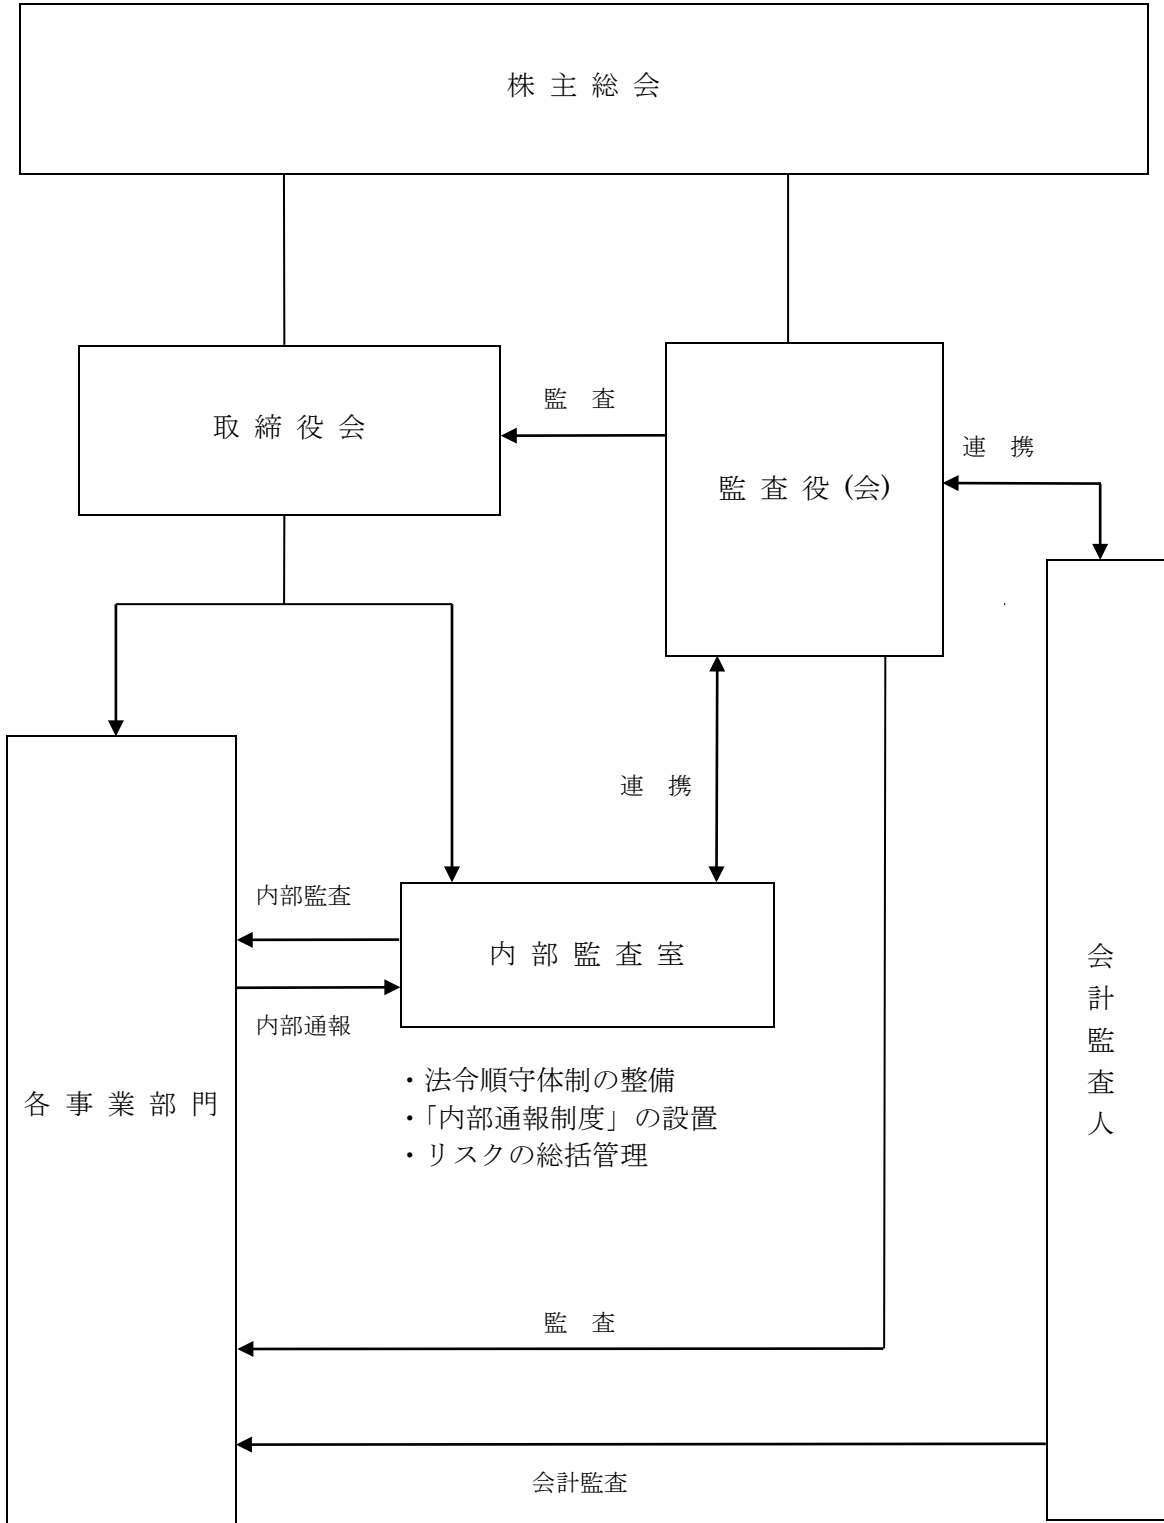 株 主 総 会
監　査
取 締 役 会
連　携
監 査 役 (会)
連　携
内部監査
内 部 監 査 室
内部通報
・法令順守体制の整備
・「内部通報制度」の設置
・リスクの総括管理
各 事 業 部 門
会計監査人
監　査
会計監査